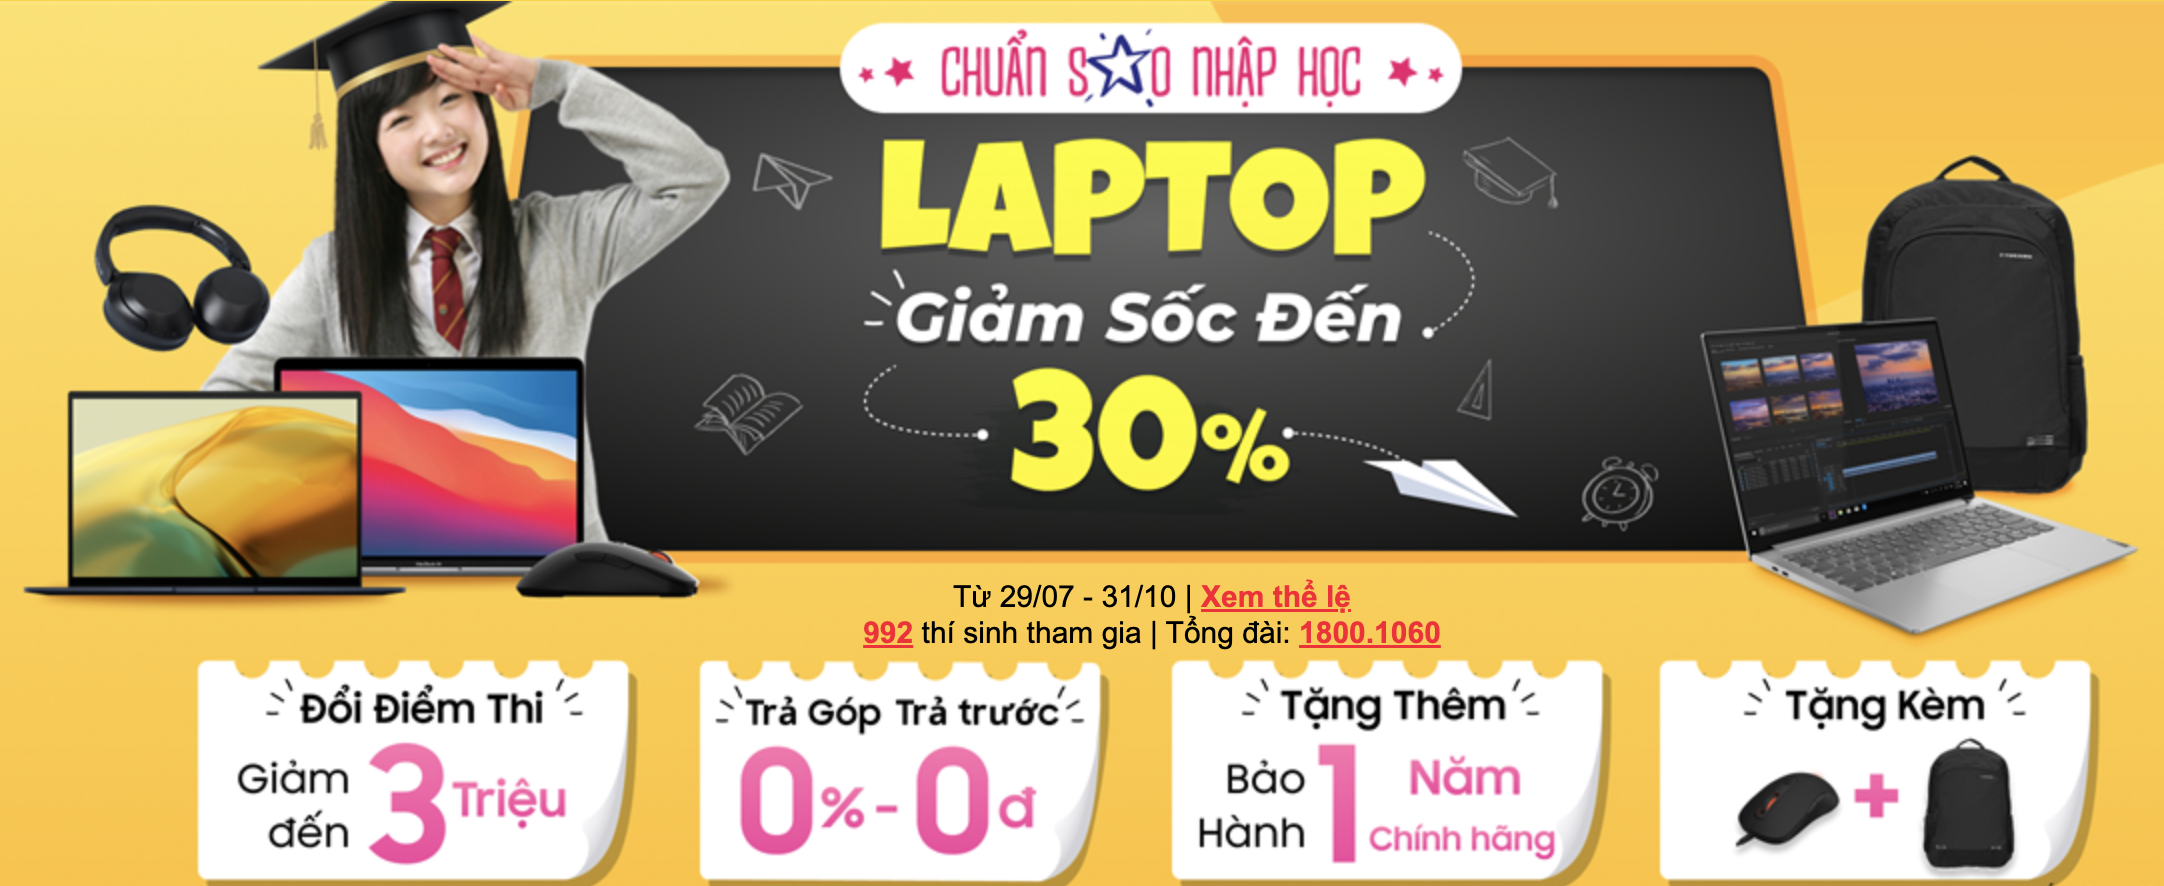 CHUẨN SAO NHẬP HỌC
LAPTOP
Giảm Sốc Đến
30%
Từ 29/07 - 31/10 | Xem thể lệ
992 thí sinh tham gia | Tổng đài: 1800.1060
Đổi Điểm Thi
Giảm đến 3 Triệu
Trả Góp Trả trước
0% - 0đ
Tặng Thêm
Bảo Hành 1 Năm
Chính hãng
Tặng Kèm
+